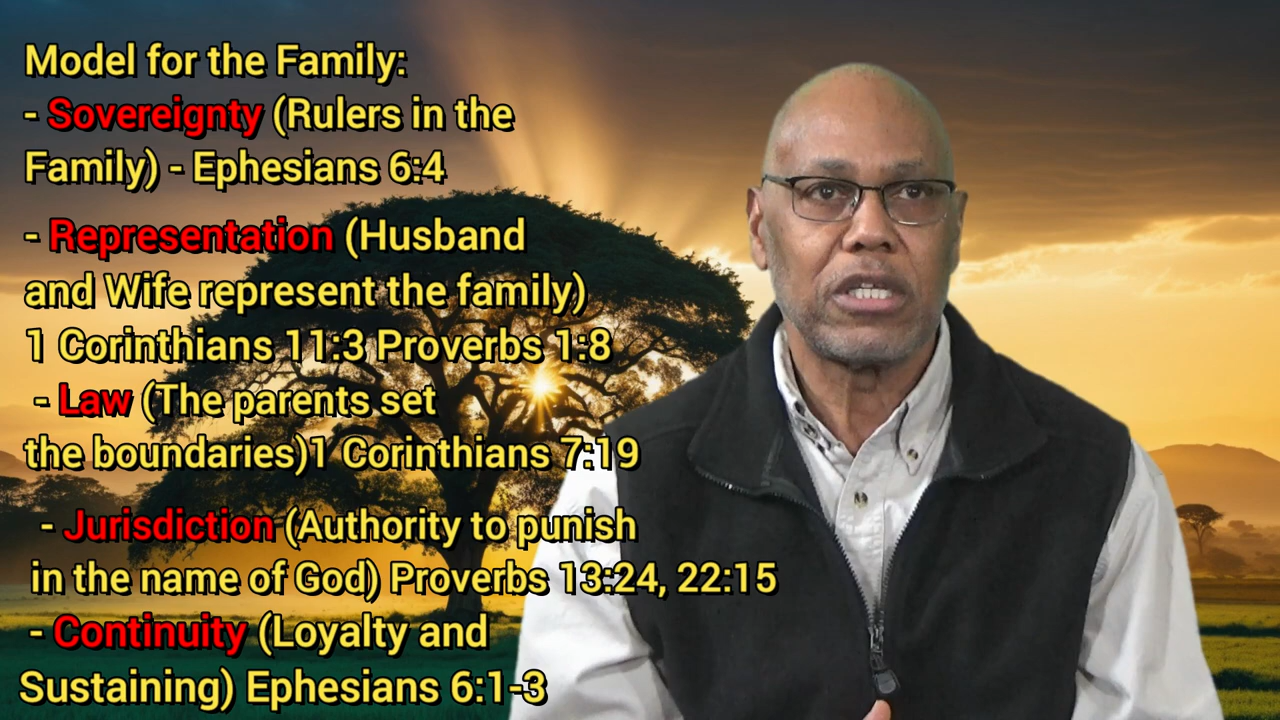 Model for the Family:
- Sovereignty (Rulers in the
Family) - Ephesians 6:4
- Representation (Husband
and Wife represent the family)
1 Corinthians 11:3 Proverbs 1:8
- Law (The parents set
the boundaries)1 Corinthians 7:19
- Jurisdiction (Authority to punish
in the name of God) Proverbs 13:24, 22:15
- Continuity (Loyalty and
Sustaining) Ephesians 6:1-3